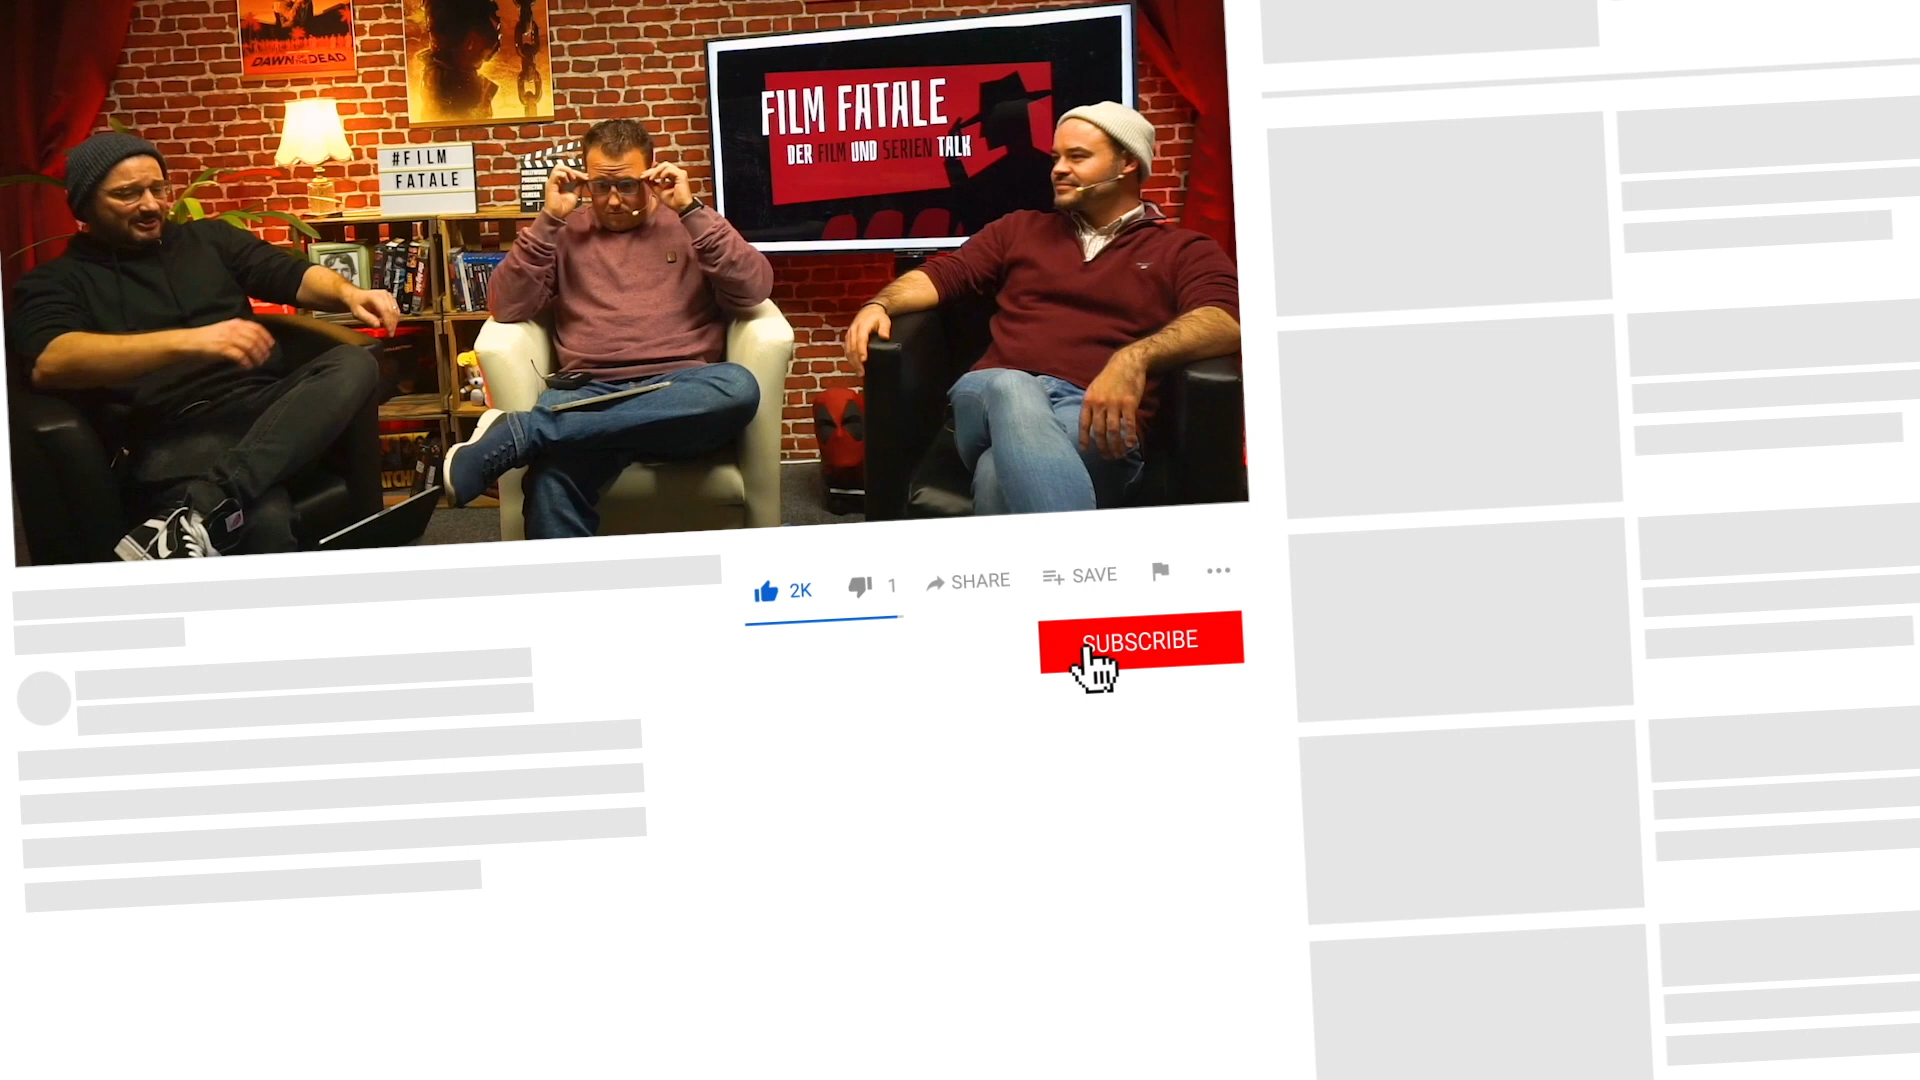 DAWN OF THE DEAD
#FILM
FATALE
FILM FATALE
DER FILM UND SERIEN TALK
2K
1
SHARE
SAVE
SUBSCRIBE